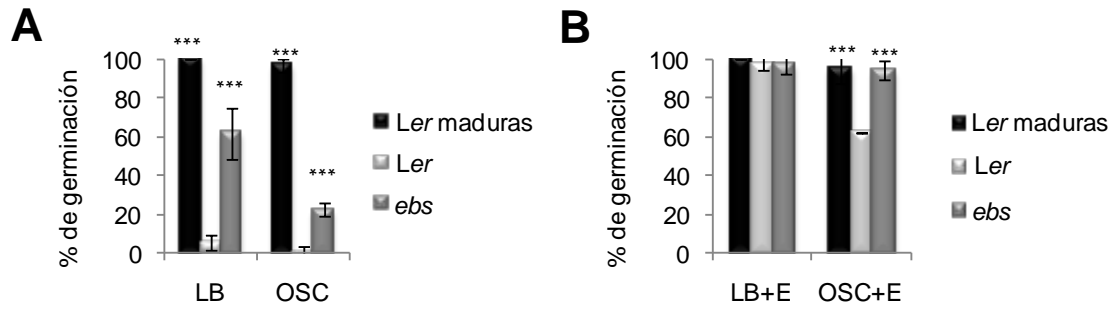 A
% de germinación
100
80
60
40
20
0
***
***
***
***
LB
OSC
Ler maduras
Ler
ebs
B
% de germinación
100
80
60
40
20
0
***
***
LB+E
OSC+E
Ler maduras
Ler
ebs